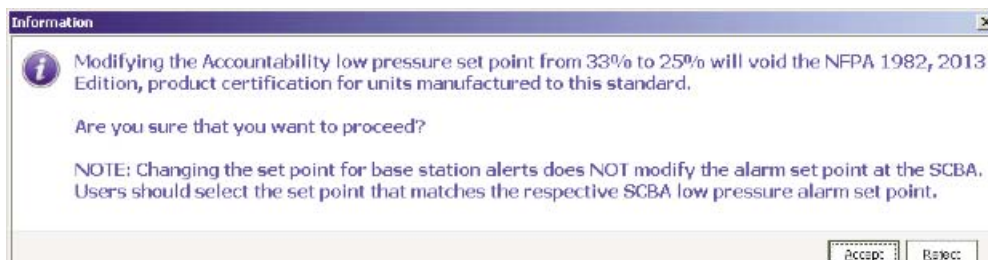 Information
Modifying the Accountability low pressure set point from 33% to 25% will void the NFPA 1982, 2013
Edition, product certification for units manufactured to this standard.
Are you sure that you want to proceed?
NOTE: Changing the set point for base station alerts does NOT modify the alarm set point at the SCBA.
Users should select the set point that matches the respective SCBA low pressure alarm set point.
Accept Reject